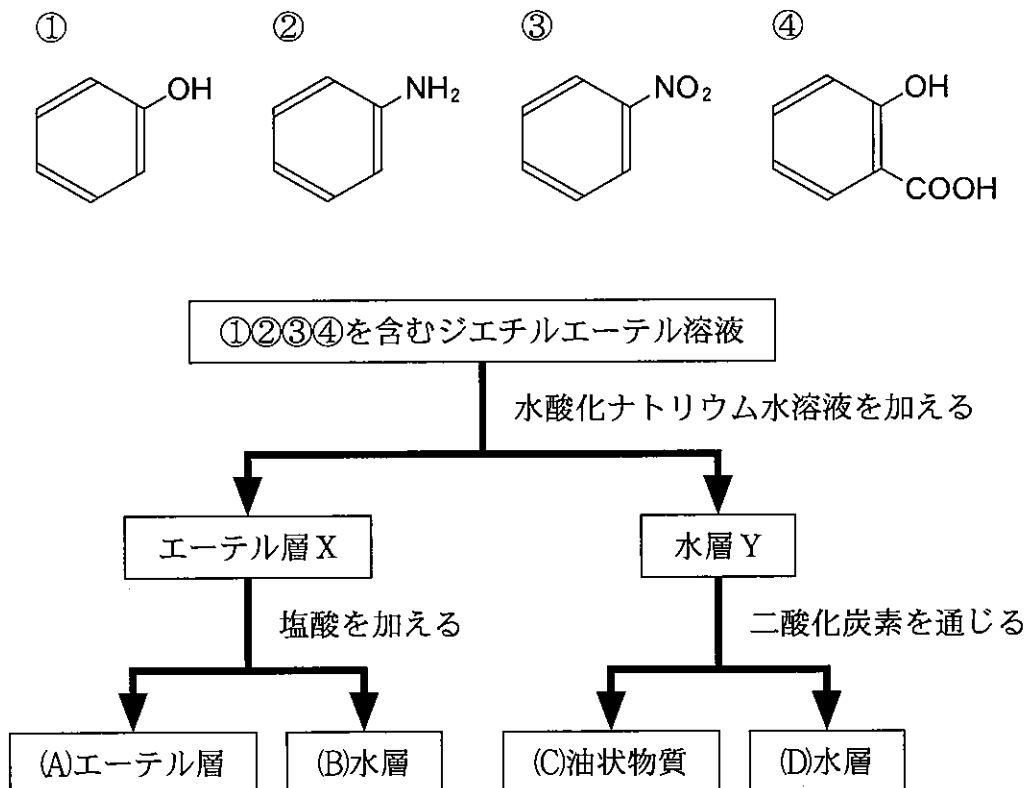 ① ② ③ ④
OH NH₂ NO₂ OH
COOH
①②③④を含むジエチルエーテル溶液
水酸化ナトリウム水溶液を加える
エーテル層X 水層Y
塩酸を加える 二酸化炭素を通じる
(A)エーテル層 (B)水層 (C)油状物質 (D)水層